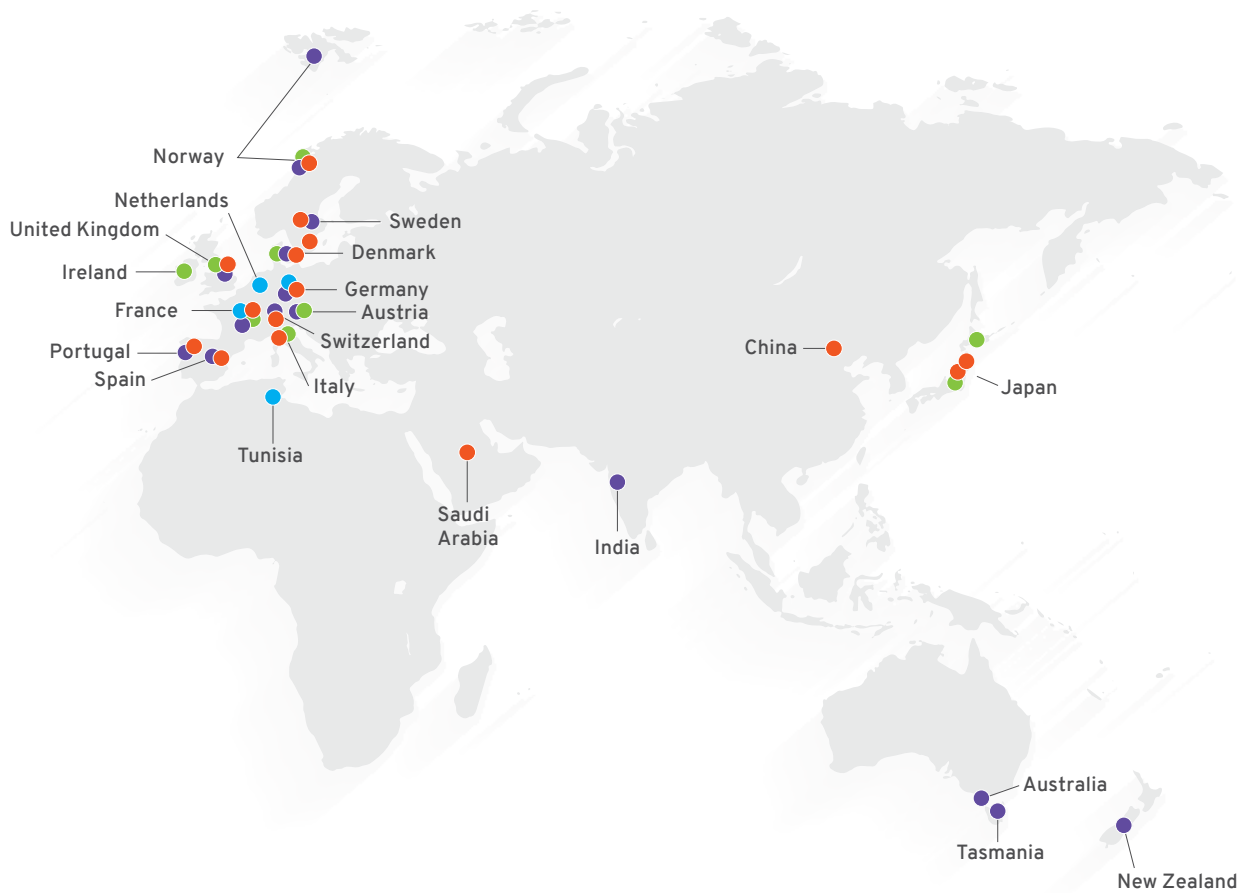 Norway
Netherlands
United Kingdom
Sweden
Denmark
Ireland
Germany
France
Austria
Switzerland
China
Portugal
Spain
Italy
Japan
Tunisia
Saudi
Arabia
India
Australia
Tasmania
New Zealand